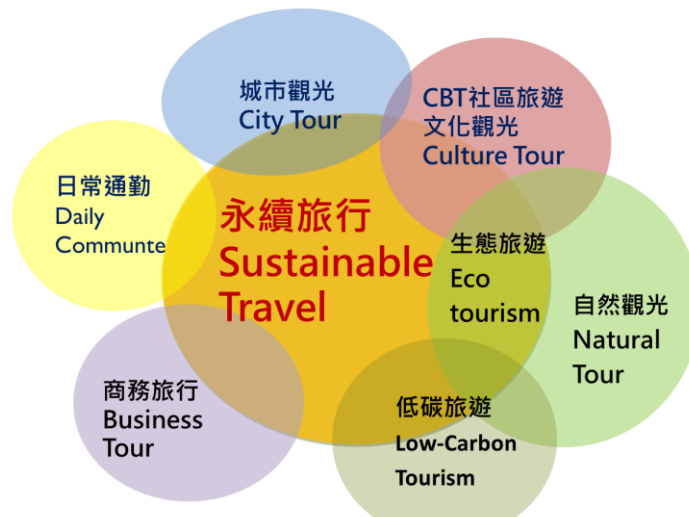 城市觀光
City Tour
CBT社區旅遊
文化觀光
Culture Tour
日常通勤
Daily
Communte
永續旅行
Sustainable
Travel
生態旅遊
Eco
tourism
自然觀光
Natural
Tour
商務旅行
Business
Tour
低碳旅遊
Low-Carbon
Tourism